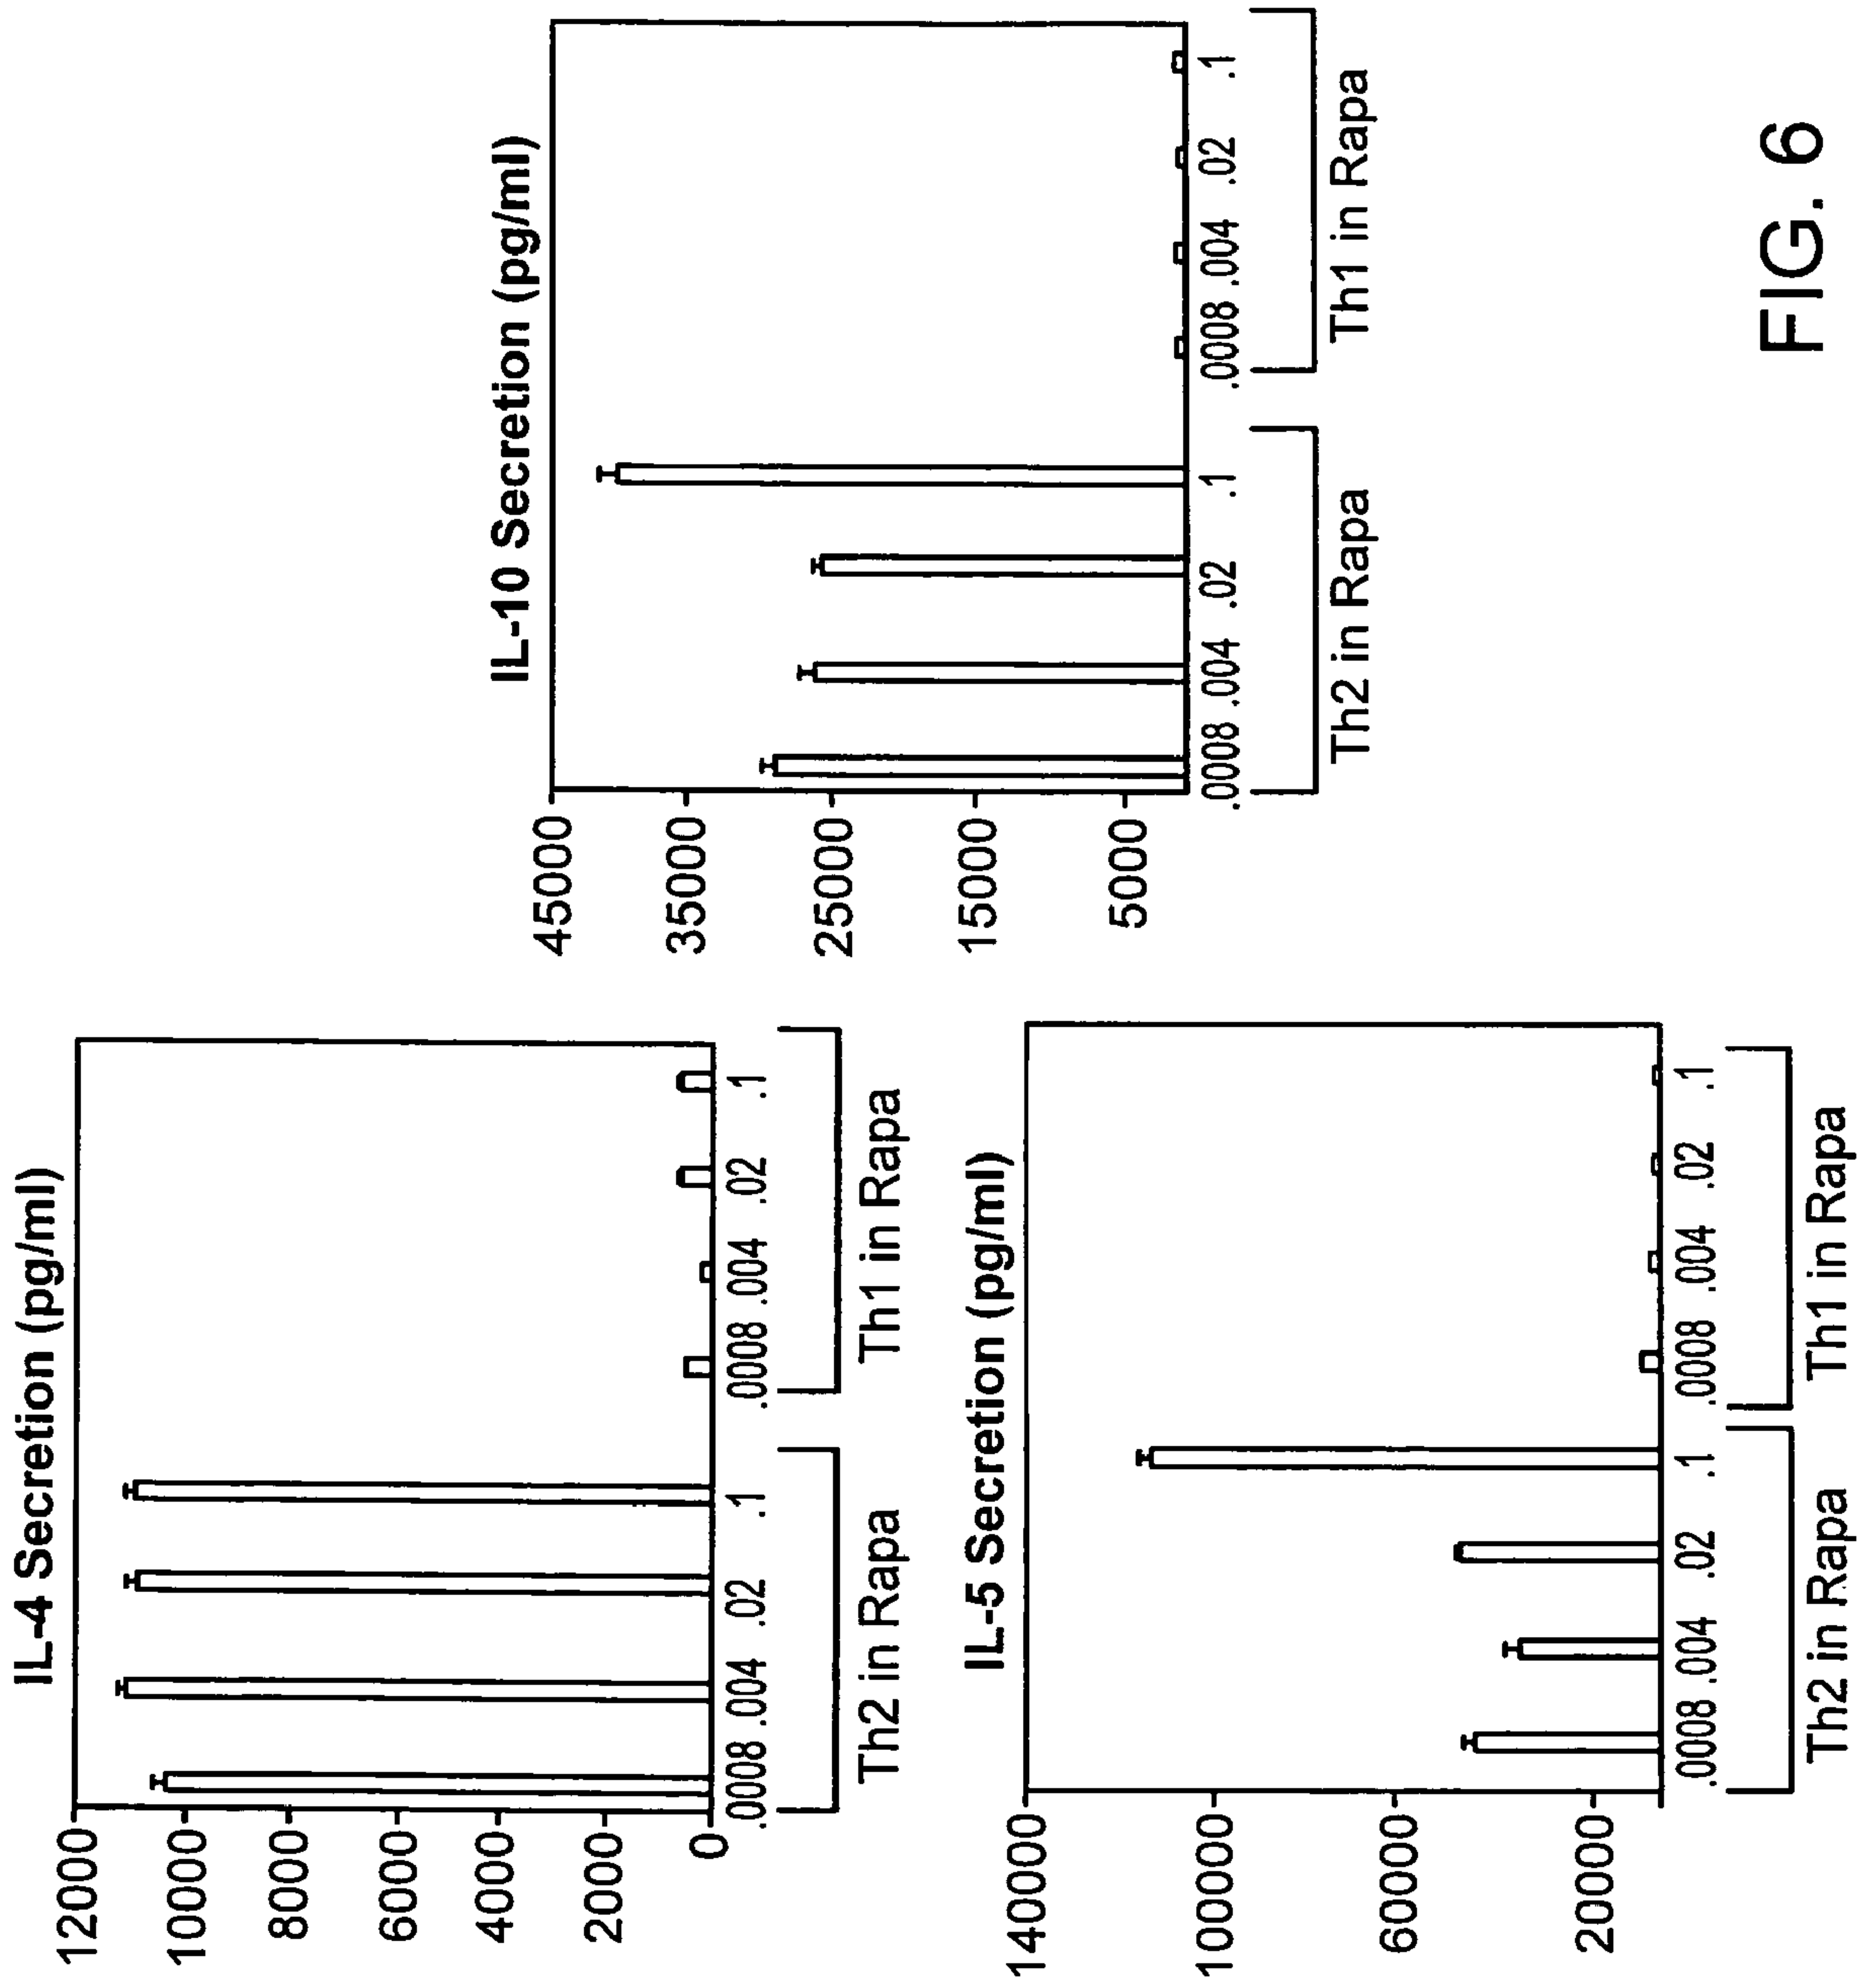 IL-4 Secretion (pg/ml)
12000
10000
8000
6000
4000
2000
0
.0008 .004 .02 .1 .0008 .004 .02 .1
Th2 in Rapa Th1 in Rapa
IL-5 Secretion (pg/ml)
140000
100000
60000
20000
.0008 .004 .02 .1 .0008 .004 .02 .1
Th2 in Rapa Th1 in Rapa
IL-10 Secretion (pg/ml)
45000
35000
25000
15000
5000
.0008 .004 .02 .1 .0008 .004 .02 .1
Th2 in Rapa Th1 in Rapa
FIG. 6